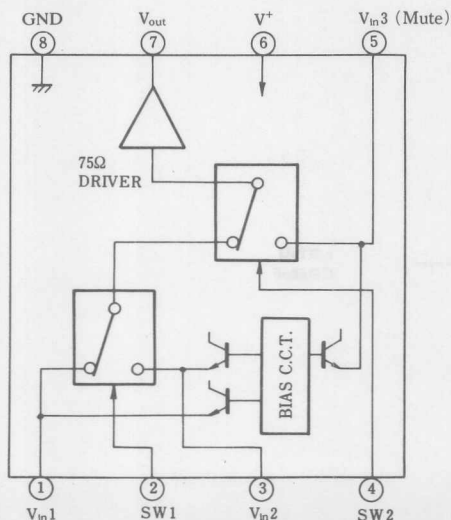 GND Vout V+ Vin3 (Mute)
8 7 6 5
75Ω
DRIVER
BIAS C.C.T.
1 2 3 4
Vin1 SW1 Vin2 SW2